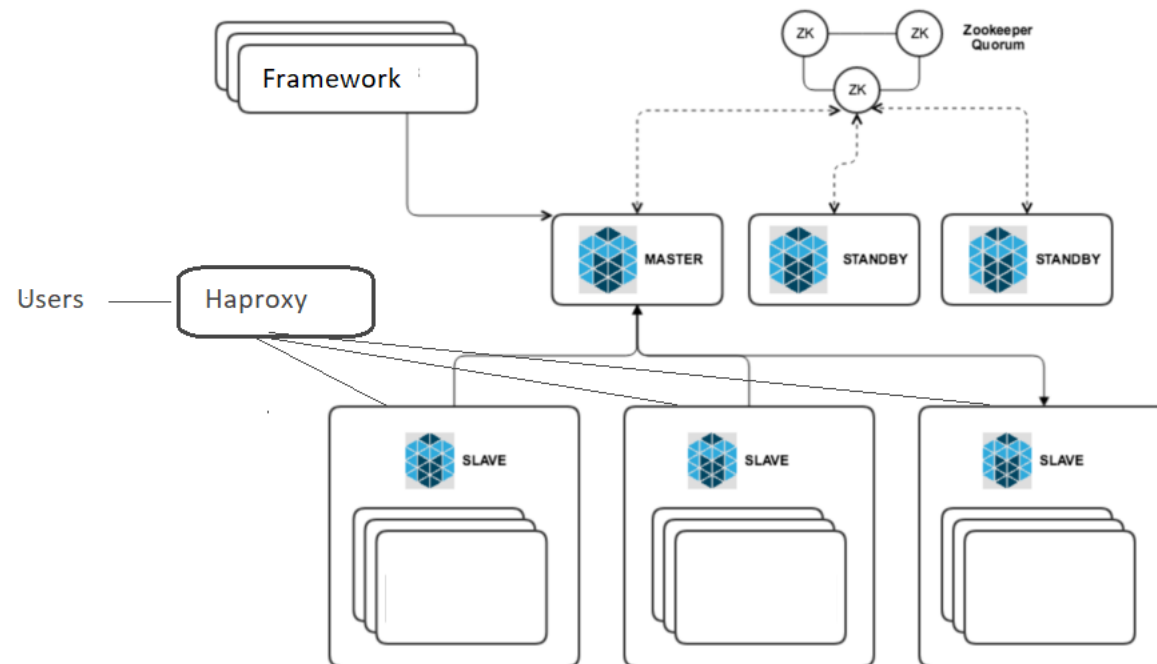 ZK
ZK
Zookeeper
Quorum
Framework
ZK
MASTER
STANDBY
STANDBY
Users
Haproxy
SLAVE
SLAVE
SLAVE